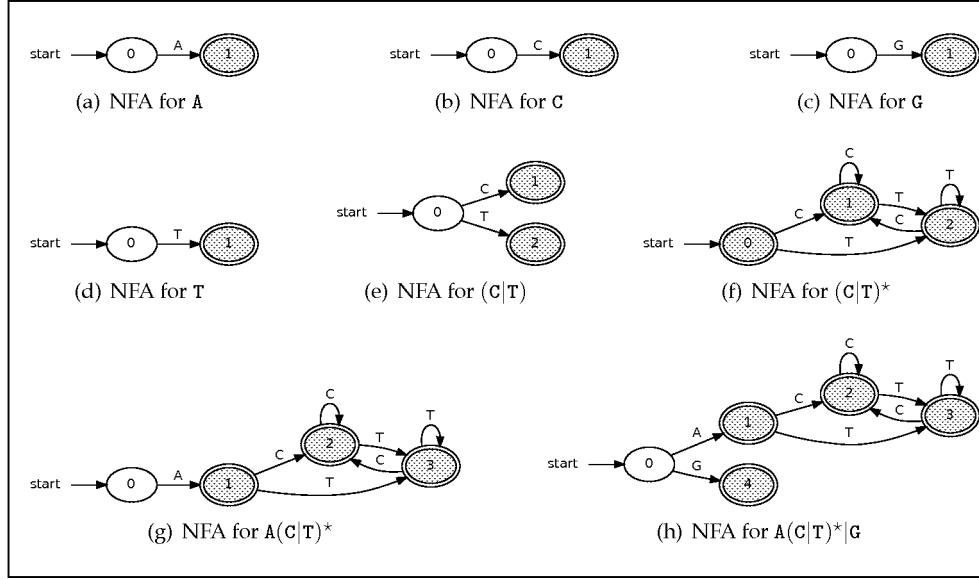 start 0 A 1
(a) NFA for A
start 0 C 1
(b) NFA for C
start 0 G 1
(c) NFA for G
start 0 T 1
(d) NFA for T
start 0 C 1 T 2
(e) NFA for (C|T)
start 0 C 1 C T 2 T C T
(f) NFA for (C|T)*
start 0 A 1 C 2 C T 3 T C T
(g) NFA for A(C|T)*
start 0 A 1 C 2 C T 3 T C T G 4
(h) NFA for A(C|T)*|G